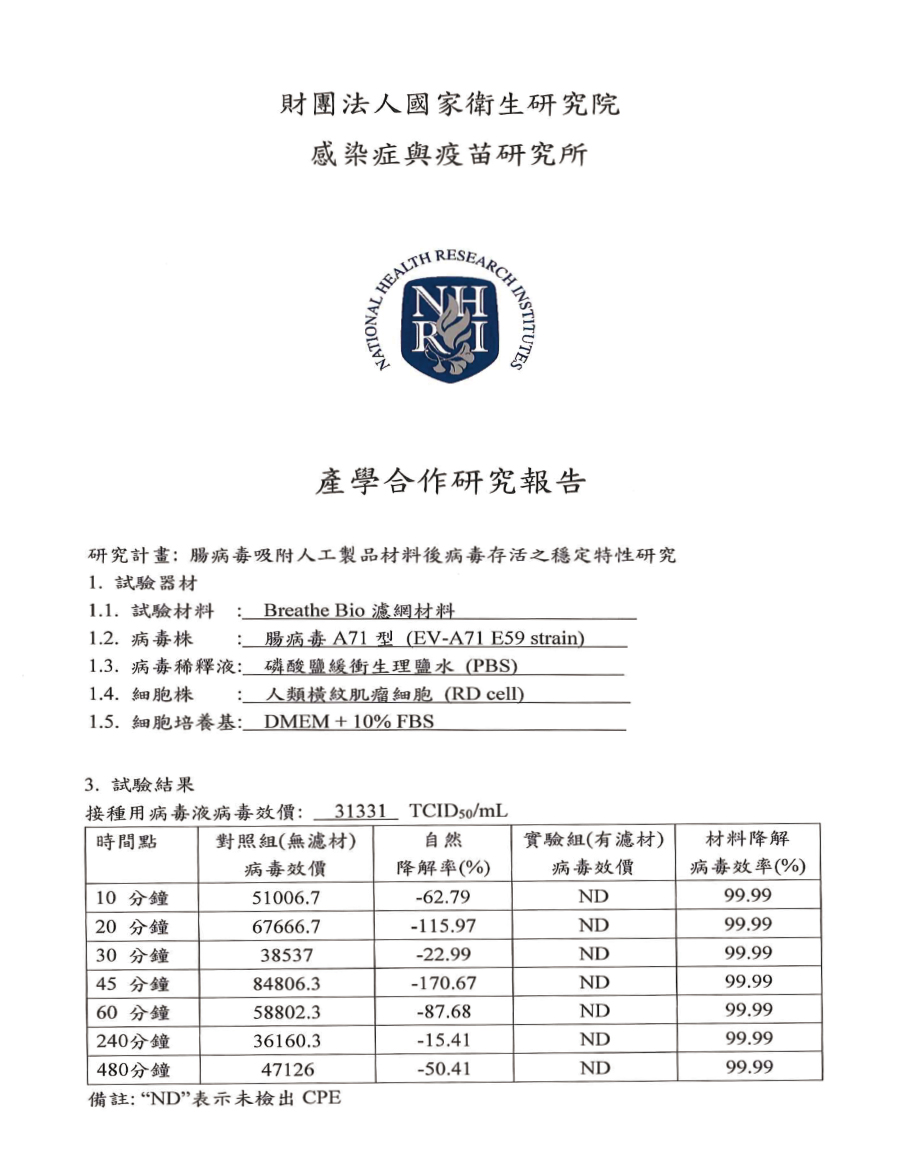 財團法人國家衛生研究院
感染症與疫苗研究所
NATIONAL HEALTH RESEARCH INSTITUTES
NH
RI
產學合作研究報告
研究計畫: 腸病毒吸附人工製品材料後病毒存活之穩定特性研究
1. 試驗器材
1.1. 試驗材料 : Breathe Bio 濾網材料
1.2. 病毒株 : 腸病毒 A71 型 (EV-A71 E59 strain)
1.3. 病毒稀釋液: 磷酸鹽緩衝生理鹽水 (PBS)
1.4. 細胞株 : 人類橫紋肌瘤細胞 (RD cell)
1.5. 細胞培養基: DMEM + 10% FBS
3. 試驗結果
接種用病毒液病毒效價: 31331 TCID50/mL
時間點 對照組(無濾材) 自然 實驗組(有濾材) 材料降解
病毒效價 降解率(%) 病毒效價 病毒效率(%)
10 分鐘 51006.7 -62.79 ND 99.99
20 分鐘 67666.7 -115.97 ND 99.99
30 分鐘 38537 -22.99 ND 99.99
45 分鐘 84806.3 -170.67 ND 99.99
60 分鐘 58802.3 -87.68 ND 99.99
240分鐘 36160.3 -15.41 ND 99.99
480分鐘 47126 -50.41 ND 99.99
備註: “ND”表示未檢出 CPE